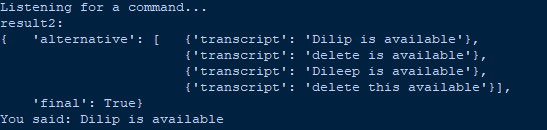 Listening for a command...
result2:
{   'alternative': [   {'transcript': 'Dilip is available'},
                       {'transcript': 'delete is available'},
                       {'transcript': 'Dileep is available'},
                       {'transcript': 'delete this available'}],
    'final': True}
You said: Dilip is available